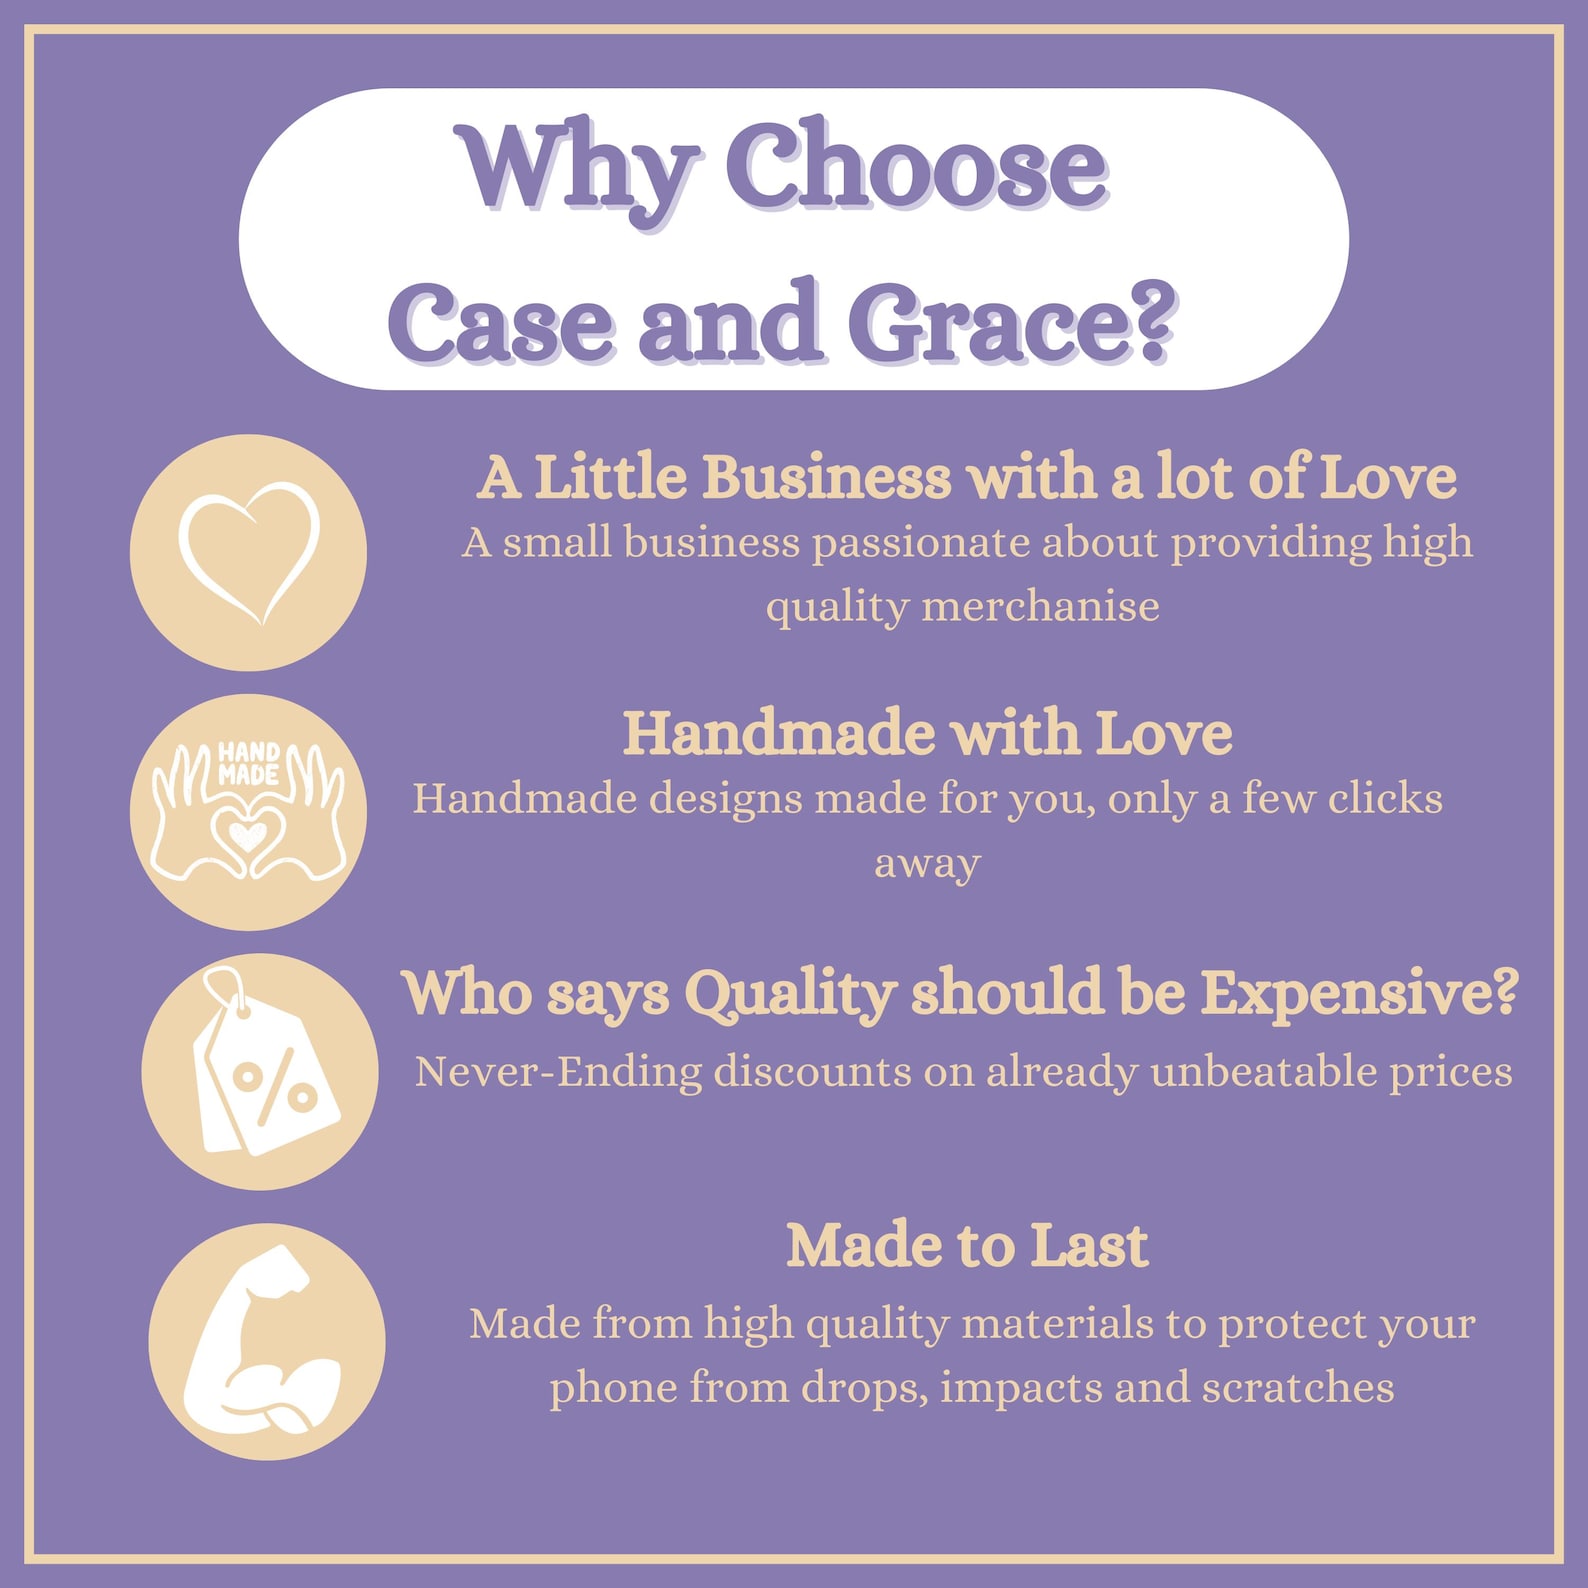 Why Choose
Case and Grace?
A Little Business with a lot of Love
A small business passionate about providing high
quality merchanise
HAND
MADE
Handmade with Love
Handmade designs made for you, only a few clicks
away
%
Who says Quality should be Expensive?
Never-Ending discounts on already unbeatable prices
Made to Last
Made from high quality materials to protect your
phone from drops, impacts and scratches